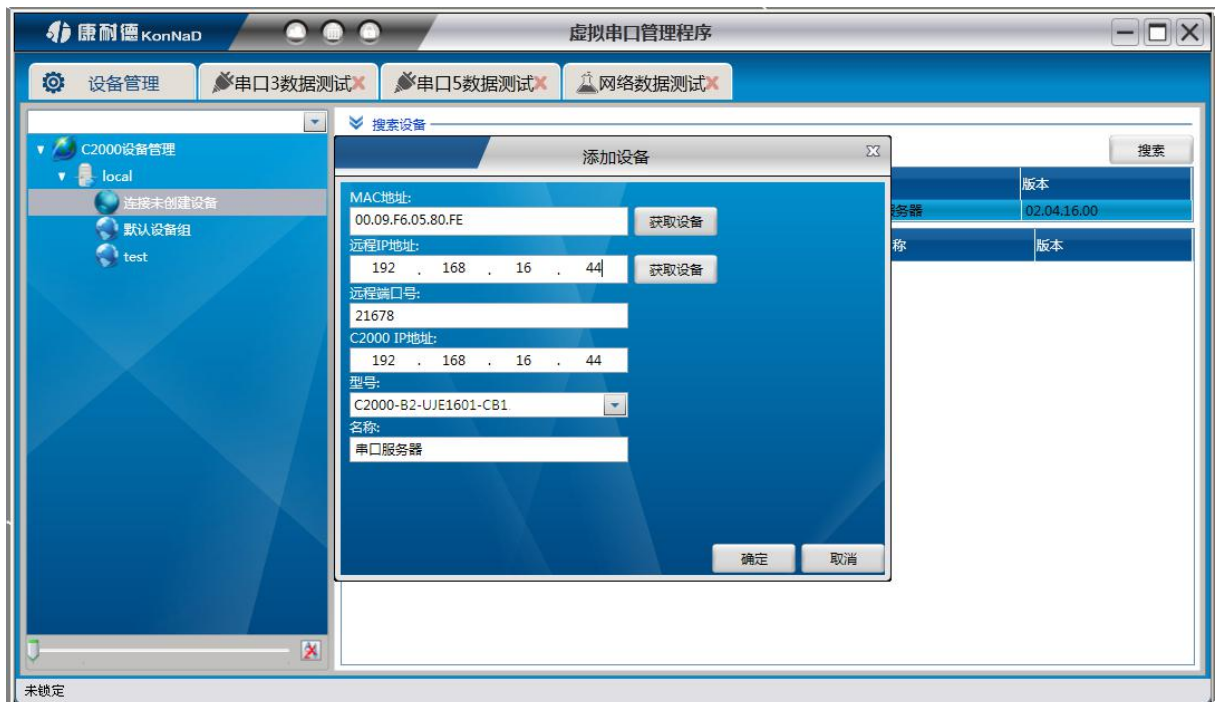 康耐德 KonNaD
虚拟串口管理程序
设备管理
串口3数据测试
串口5数据测试
网络数据测试
C2000设备管理
local
连接未创建设备
默认设备组
test
搜素设备
搜索
版本
务器
02.04.16.00
称
版本
添加设备
MAC地址:
00.09.F6.05.80.FE
获取设备
远程IP地址:
192 . 168 . 16 . 44
获取设备
远程端口号:
21678
C2000 IP地址:
192 . 168 . 16 . 44
型号:
C2000-B2-UJE1601-CB1
名称:
串口服务器
确定
取消
未锁定